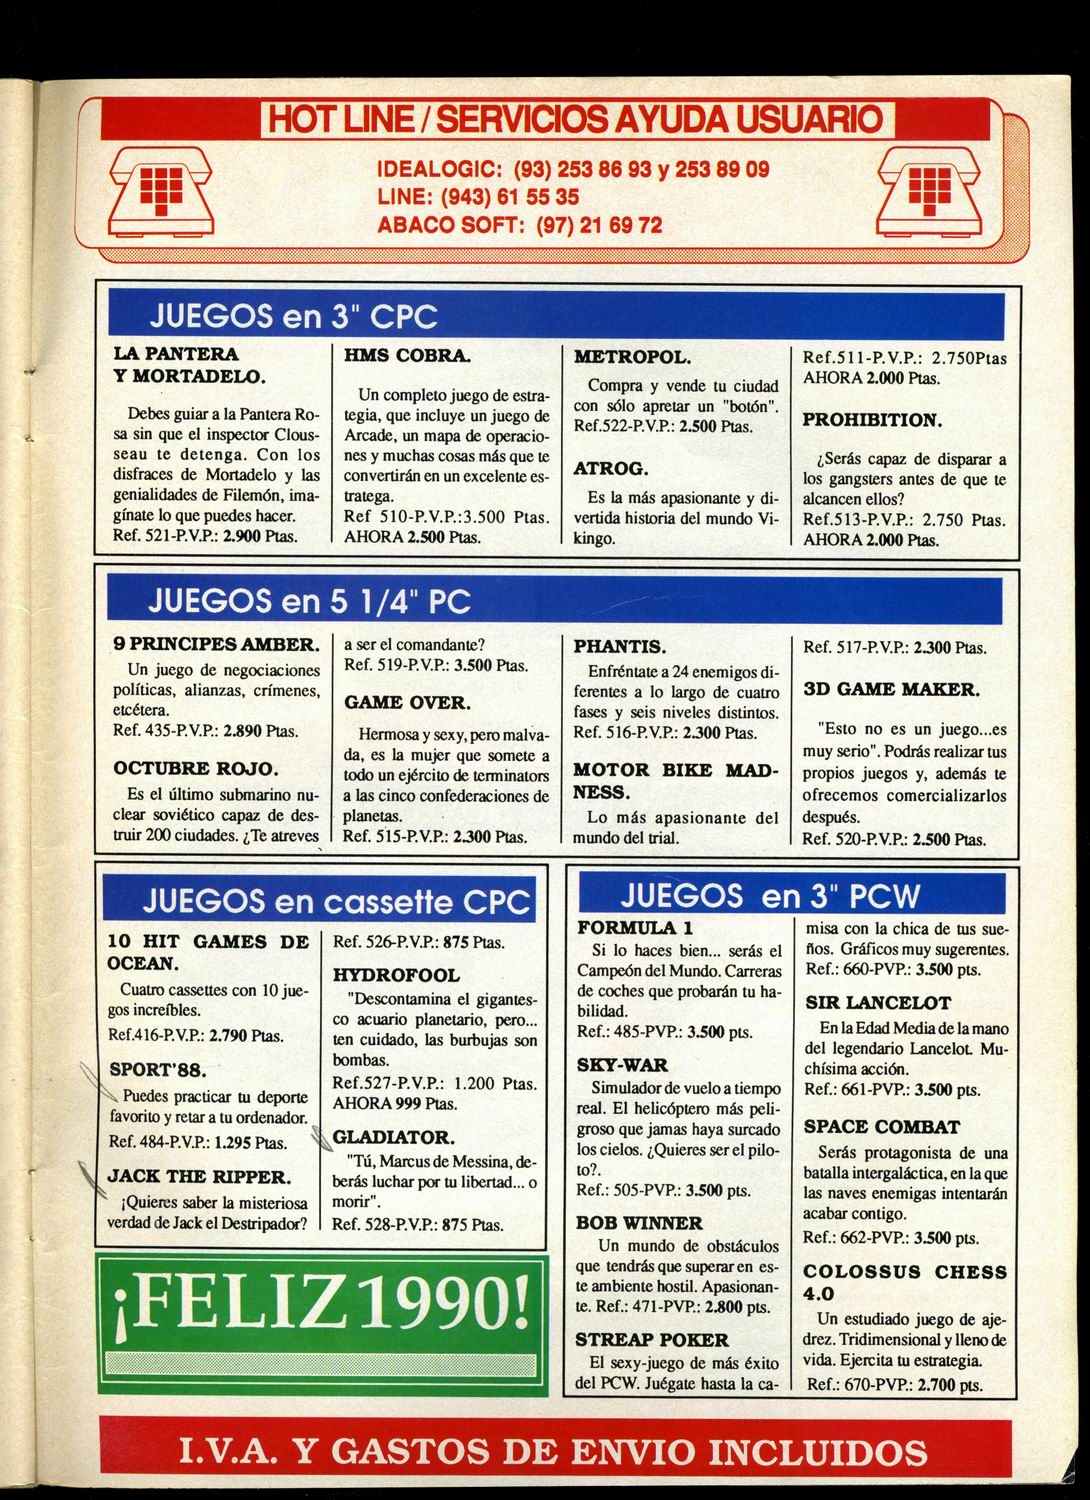 HOT LINE / SERVICIOS AYUDA USUARIO
IDEALOGIC: (93) 253 86 93 y 253 89 09
LINE: (943) 61 55 35
ABACO SOFT: (97) 21 69 72
JUEGOS en 3" CPC
LA PANTERA
Y MORTADELO.
Debes guiar a la Pantera Ro-
sa sin que el inspector Clous-
seau te detenga. Con los
disfraces de Mortadelo y las
genialidades de Filemón, ima-
gínate lo que puedes hacer.
Ref. 521-P.V.P.: 2.900 Ptas.
HMS COBRA.
Un completo juego de estra-
tegia, que incluye un juego de
Arcade, un mapa de operacio-
nes y muchas cosas más que te
convertirán en un excelente es-
tratega.
Ref 510-P.V.P.:3.500 Ptas.
AHORA 2.500 Ptas.
METROPOL.
Compra y vende tu ciudad
con sólo apretar un "botón".
Ref.522-P.V.P.: 2.500 Ptas.
ATROG.
Es la más apasionante y di-
vertida historia del mundo Vi-
kingo.
Ref.511-P.V.P.: 2.750Ptas
AHORA 2.000 Ptas.
PROHIBITION.
¿Serás capaz de disparar a
los gangsters antes de que te
alcancen ellos?
Ref.513-P.V.P.: 2.750 Ptas.
AHORA 2.000 Ptas.
JUEGOS en 5 1/4" PC
9 PRINCIPES AMBER.
Un juego de negociaciones
políticas, alianzas, crímenes,
etcétera.
Ref. 435-P.V.P.: 2.890 Ptas.
OCTUBRE ROJO.
Es el último submarino nu-
clear soviético capaz de des-
truir 200 ciudades. ¿Te atreves
a ser el comandante?
Ref. 519-P.V.P.: 3.500 Ptas.
GAME OVER.
Hermosa y sexy, pero malva-
da, es la mujer que somete a
todo un ejército de terminators
a las cinco confederaciones de
planetas.
Ref. 515-P.V.P.: 2.300 Ptas.
PHANTIS.
Enfréntate a 24 enemigos di-
ferentes a lo largo de cuatro
fases y seis niveles distintos.
Ref. 516-P.V.P.: 2.300 Ptas.
MOTOR BIKE MAD-
NESS.
Lo más apasionante del
mundo del trial.
Ref. 517-P.V.P.: 2.300 Ptas.
3D GAME MAKER.
"Esto no es un juego...es
muy serio". Podrás realizar tus
propios juegos y, además te
ofrecemos comercializarlos
después.
Ref. 520-P.V.P.: 2.500 Ptas.
JUEGOS en cassette CPC
10 HIT GAMES DE
OCEAN.
Cuatro cassettes con 10 jue-
gos increíbles.
Ref.416-P.V.P.: 2.790 Ptas.
SPORT'88.
Puedes practicar tu deporte
favorito y retar a tu ordenador.
Ref. 484-P.V.P.: 1.295 Ptas.
JACK THE RIPPER.
¡Quieres saber la misteriosa
verdad de Jack el Destripador?
Ref. 526-P.V.P.: 875 Ptas.
HYDROFOOL
"Descontamina el gigantes-
co acuario planetario, pero...
ten cuidado, las burbujas son
bombas.
Ref.527-P.V.P.: 1.200 Ptas.
AHORA 999 Ptas.
GLADIATOR.
"Tú, Marcus de Messina, de-
berás luchar por tu libertad... o
morir".
Ref. 528-P.V.P.: 875 Ptas.
¡FELIZ 1990!
JUEGOS en 3" PCW
FORMULA 1
Si lo haces bien... serás el
Campeón del Mundo. Carreras
de coches que probarán tu ha-
bilidad.
Ref.: 485-PVP.: 3.500 pts.
SKY-WAR
Simulador de vuelo a tiempo
real. El helicóptero más peli-
groso que jamas haya surcado
los cielos. ¿Quieres ser el pilo-
to?.
Ref.: 505-PVP.: 3.500 pts.
BOB WINNER
Un mundo de obstáculos
que tendrás que superar en es-
te ambiente hostil. Apasionan-
te. Ref.: 471-PVP.: 2.800 pts.
STREAP POKER
El sexy-juego de más éxito
del PCW. Juégate hasta la ca-
misa con la chica de tus sue-
ños. Gráficos muy sugerentes.
Ref.: 660-PVP.: 3.500 pts.
SIR LANCELOT
En la Edad Media de la mano
del legendario Lancelot. Mu-
chísima acción.
Ref.: 661-PVP.: 3.500 pts.
SPACE COMBAT
Serás protagonista de una
batalla intergaláctica, en la que
las naves enemigas intentarán
acabar contigo.
Ref.: 662-PVP.: 3.500 pts.
COLOSSUS CHESS
4.0
Un estudiado juego de aje-
drez. Tridimensional y lleno de
vida. Ejercita tu estrategia.
Ref.: 670-PVP.: 2.700 pts.
I.V.A. Y GASTOS DE ENVIO INCLUIDOS